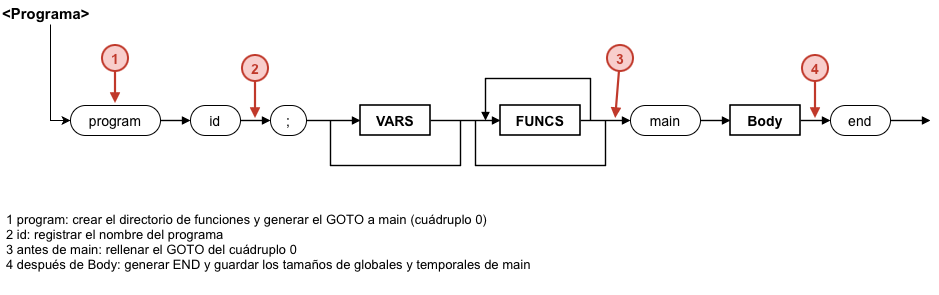 <Programa>
1
2
3
4
program
id
;
VARS
FUNCS
main
Body
end
1 program: crear el directorio de funciones y generar el GOTO a main (cuádruplo 0)
2 id: registrar el nombre del programa
3 antes de main: rellenar el GOTO del cuádruplo 0
4 después de Body: generar END y guardar los tamaños de globales y temporales de main